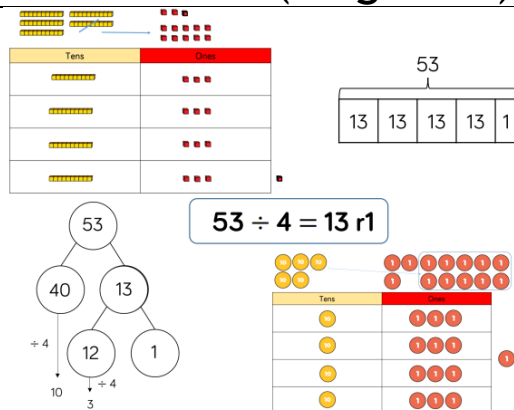 Tens Ones
53
13 13 13 13 1
53 ÷ 4 = 13 r1
53
40 13
÷ 4
12 1
÷ 4
10
3
10 10 10 1 1 1 1 1 1 1
10 10 1 1 1 1 1 1
Tens Ones
10 1 1 1
10 1 1 1
1
10 1 1 1
10 1 1 1